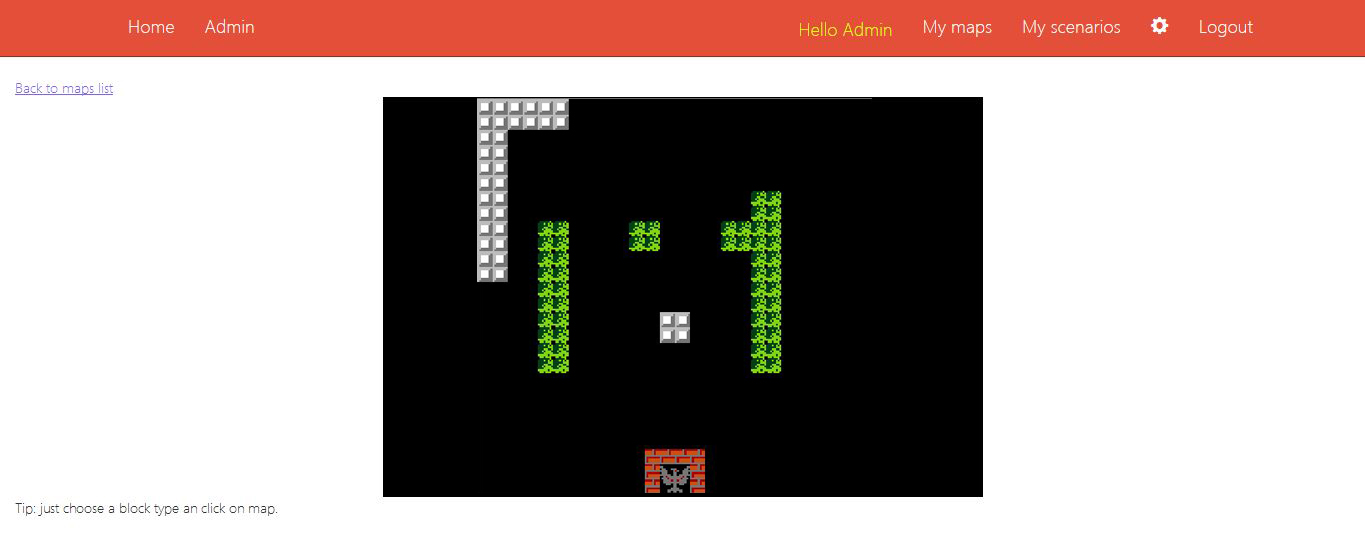 Home Admin Hello Admin My maps My scenarios Logout
Back to maps list
Tip: just choose a block type an click on map.